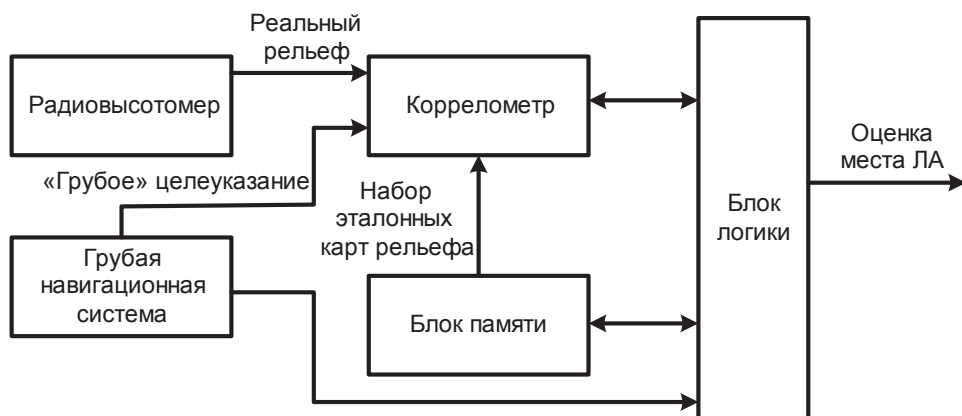 Реальный
рельеф
Радиовысотомер
Коррелометр
Оценка
места ЛА
«Грубое» целеуказание
Набор
эталонных
карт рельефа
Блок
логики
Грубая
навигационная
система
Блок памяти